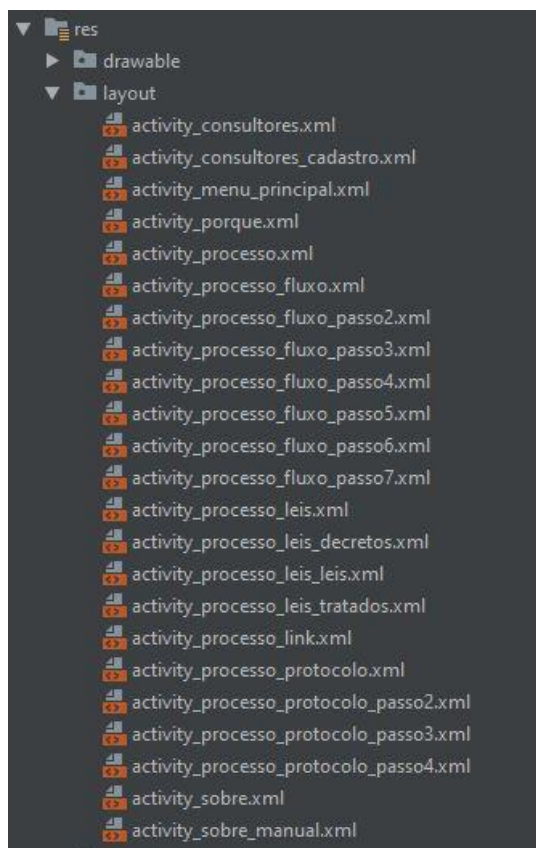 res
drawable
layout
activity_consultores.xml
activity_consultores_cadastro.xml
activity_menu_principal.xml
activity_porque.xml
activity_processo.xml
activity_processo_fluxo.xml
activity_processo_fluxo_passo2.xml
activity_processo_fluxo_passo3.xml
activity_processo_fluxo_passo4.xml
activity_processo_fluxo_passo5.xml
activity_processo_fluxo_passo6.xml
activity_processo_fluxo_passo7.xml
activity_processo_leis.xml
activity_processo_leis_decretos.xml
activity_processo_leis_leis.xml
activity_processo_leis_tratados.xml
activity_processo_link.xml
activity_processo_protocolo.xml
activity_processo_protocolo_passo2.xml
activity_processo_protocolo_passo3.xml
activity_processo_protocolo_passo4.xml
activity_sobre.xml
activity_sobre_manual.xml